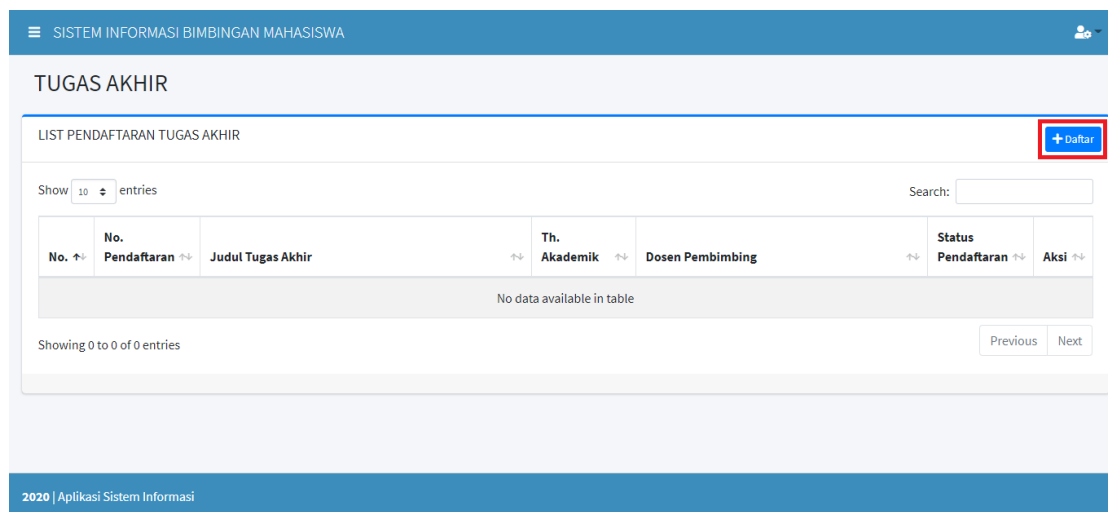 SISTEM INFORMASI BIMBINGAN MAHASISWA
TUGAS AKHIR
LIST PENDAFTARAN TUGAS AKHIR
Daftar
Show 10 entries
Search:
No.
No. Pendaftaran
Judul Tugas Akhir
Th. Akademik
Dosen Pembimbing
Status Pendaftaran
Aksi
No data available in table
Showing 0 to 0 of 0 entries
Previous Next
2020 | Aplikasi Sistem Informasi